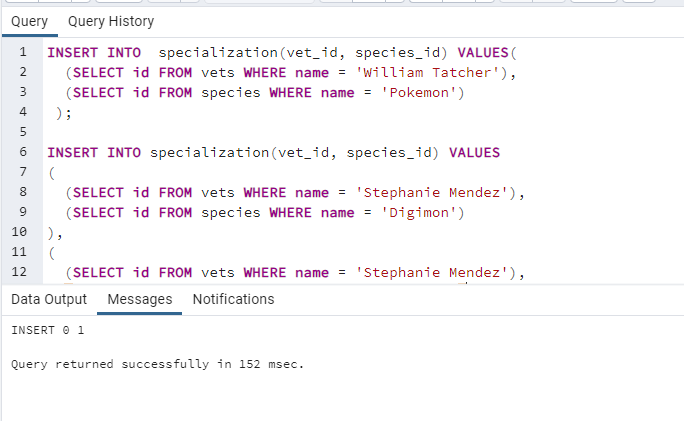 Query Query History
1 INSERT INTO  specialization(vet_id, species_id) VALUES(
2   (SELECT id FROM vets WHERE name = 'William Tatcher'),
3   (SELECT id FROM species WHERE name = 'Pokemon')
4  );
5
6 INSERT INTO specialization(vet_id, species_id) VALUES
7 (
8   (SELECT id FROM vets WHERE name = 'Stephanie Mendez'),
9   (SELECT id FROM species WHERE name = 'Digimon')
10 ),
11 (
12   (SELECT id FROM vets WHERE name = 'Stephanie Mendez'),
Data Output Messages Notifications
INSERT 0 1
Query returned successfully in 152 msec.